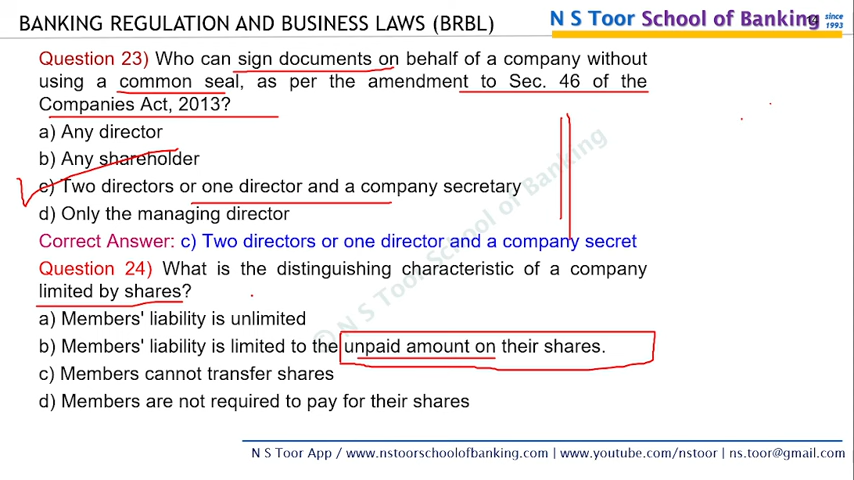 BANKING REGULATION AND BUSINESS LAWS (BRBL)
N S Toor School of Banking since 1993
Question 23) Who can sign documents on behalf of a company without
using a common seal, as per the amendment to Sec. 46 of the
Companies Act, 2013?
a) Any director
b) Any shareholder
c) Two directors or one director and a company secretary
d) Only the managing director
Correct Answer: c) Two directors or one director and a company secret
Question 24) What is the distinguishing characteristic of a company
limited by shares?
a) Members' liability is unlimited
b) Members' liability is limited to the unpaid amount on their shares.
c) Members cannot transfer shares
d) Members are not required to pay for their shares
© N S Toor School of Banking
N S Toor App / www.nstoorschoolofbanking.com | www.youtube.com/nstoor | ns.toor@gmail.com